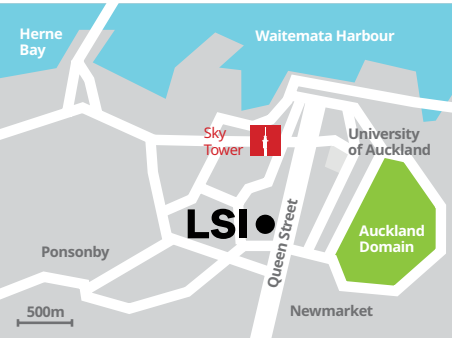 Herne
Bay
Waitemata Harbour
Sky
Tower
University
of Auckland
LSI
Queen Street
Auckland
Domain
Ponsonby
Newmarket
500m